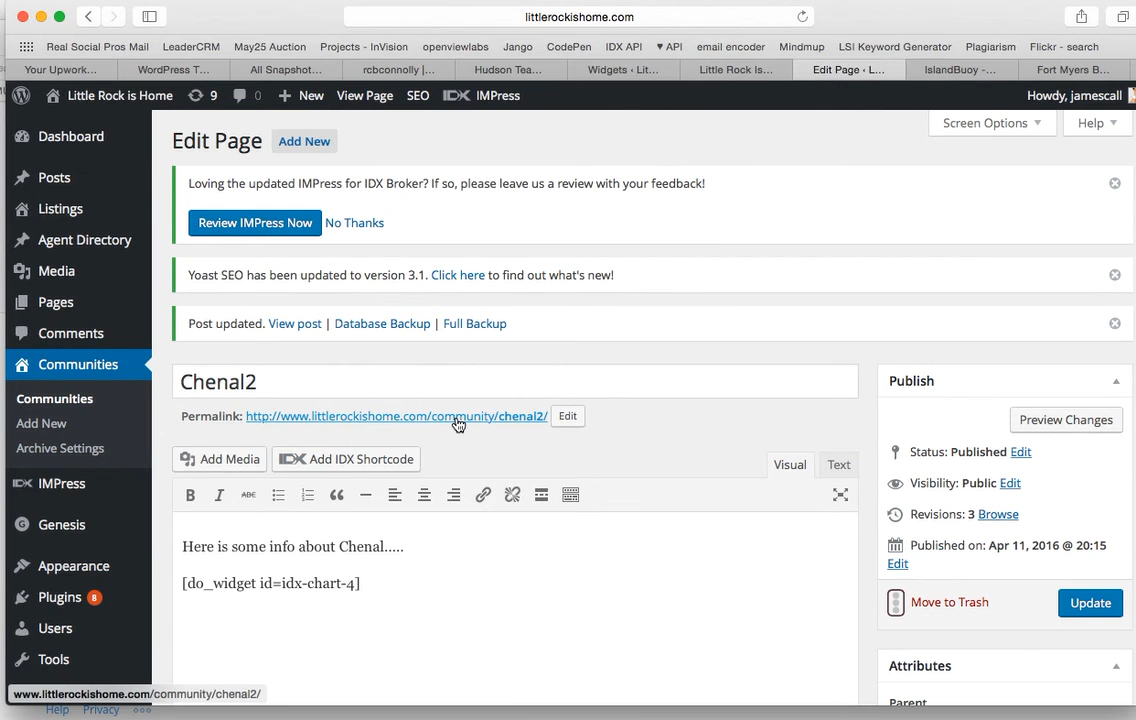 littlerockishome.com
Real Social Pros Mail LeaderCRM May25 Auction Projects - InVision openviewlabs Jango CodePen IDX API ♥ API email encoder Mindmup LSI Keyword Generator Plagiarism Flickr - search
Your Upwork... WordPress T... All Snapshot... rcbconnolly |... Hudson Tea... Widgets ‹ Lit... Little Rock Is... Edit Page ‹ L... IslandBuoy -... Fort Myers B...
Little Rock is Home 9 0 + New View Page SEO IDX IMPress Howdy, jamescall
Screen Options Help
Edit Page Add New
Dashboard
Posts
Listings
Agent Directory
Media
Pages
Comments
Communities
Communities
Add New
Archive Settings
IDX IMPress
Genesis
Appearance
Plugins 8
Users
Tools
Loving the updated IMPress for IDX Broker? If so, please leave us a review with your feedback!
Review IMPress Now No Thanks
Yoast SEO has been updated to version 3.1. Click here to find out what's new!
Post updated. View post | Database Backup | Full Backup
Chenal2
Permalink: http://www.littlerockishome.com/community/chenal2/ Edit
Add Media IDX Add IDX Shortcode
Visual Text
B I ABC
Here is some info about Chenal.....
[do_widget id=idx-chart-4]
Publish
Preview Changes
Status: Published Edit
Visibility: Public Edit
Revisions: 3 Browse
Published on: Apr 11, 2016 @ 20:15
Edit
Move to Trash Update
Attributes
Parent
www.littlerockishome.com/community/chenal2/
Help Privacy